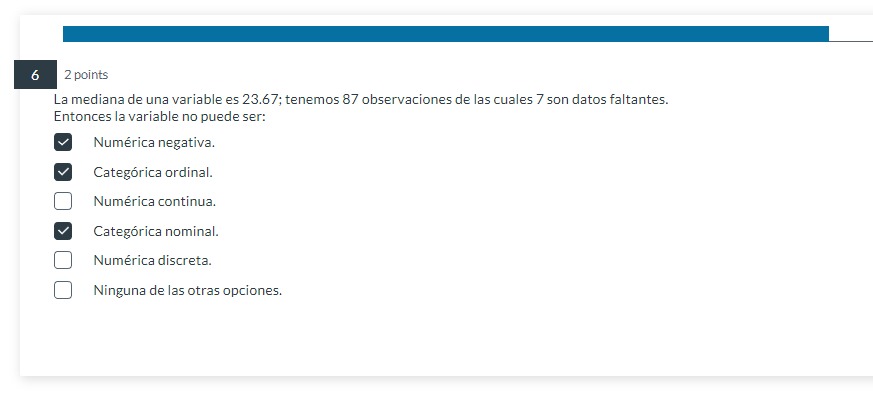 6
2 points
La mediana de una variable es 23.67; tenemos 87 observaciones de las cuales 7 son datos faltantes.
Entonces la variable no puede ser:
Numérica negativa.
Categórica ordinal.
Numérica continua.
Categórica nominal.
Numérica discreta.
Ninguna de las otras opciones.